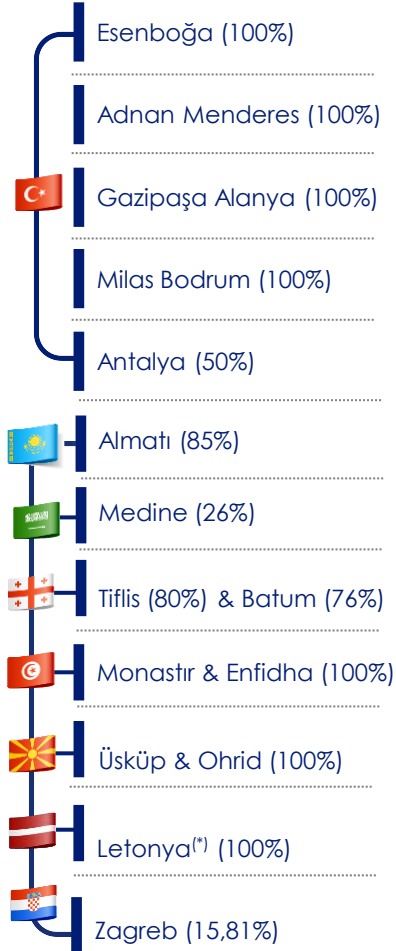 Esenboğa (100%)
Adnan Menderes (100%)
Gazipaşa Alanya (100%)
Milas Bodrum (100%)
Antalya (50%)
Almatı (85%)
Medine (26%)
Tiflis (80%) & Batum (76%)
Monastır & Enfidha (100%)
Üsküp & Ohrid (100%)
Letonya(*) (100%)
Zagreb (15,81%)